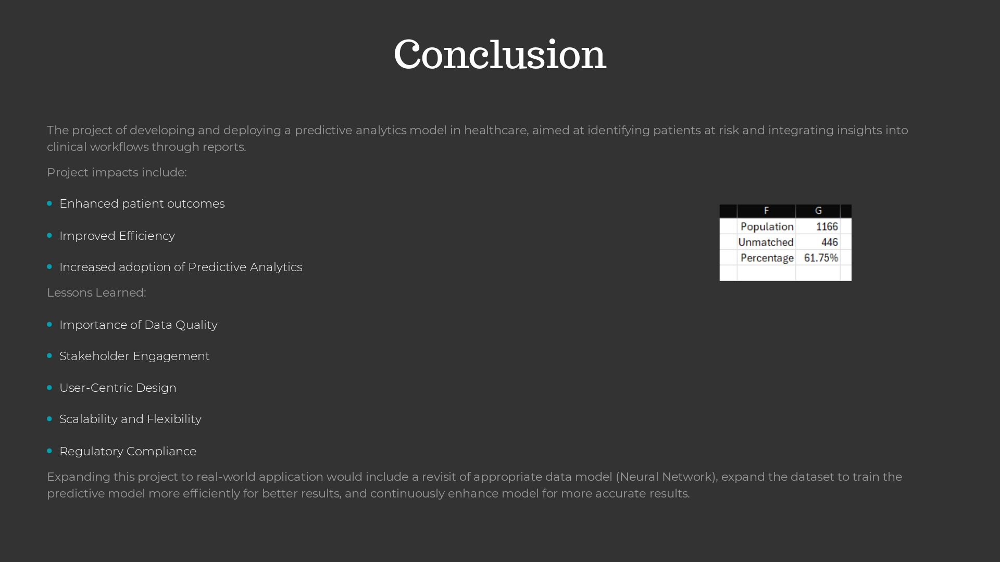 Conclusion
The project of developing and deploying a predictive analytics model in healthcare, aimed at identifying patients at risk and integrating insights into
clinical workflows through reports.
Project impacts include:
Enhanced patient outcomes
Improved Efficiency
Increased adoption of Predictive Analytics
F G
Population 1166
Unmatched 446
Percentage 61.75%
Lessons Learned:
Importance of Data Quality
Stakeholder Engagement
User-Centric Design
Scalability and Flexibility
Regulatory Compliance
Expanding this project to real-world application would include a revisit of appropriate data model (Neural Network), expand the dataset to train the
predictive model more efficiently for better results, and continuously enhance model for more accurate results.